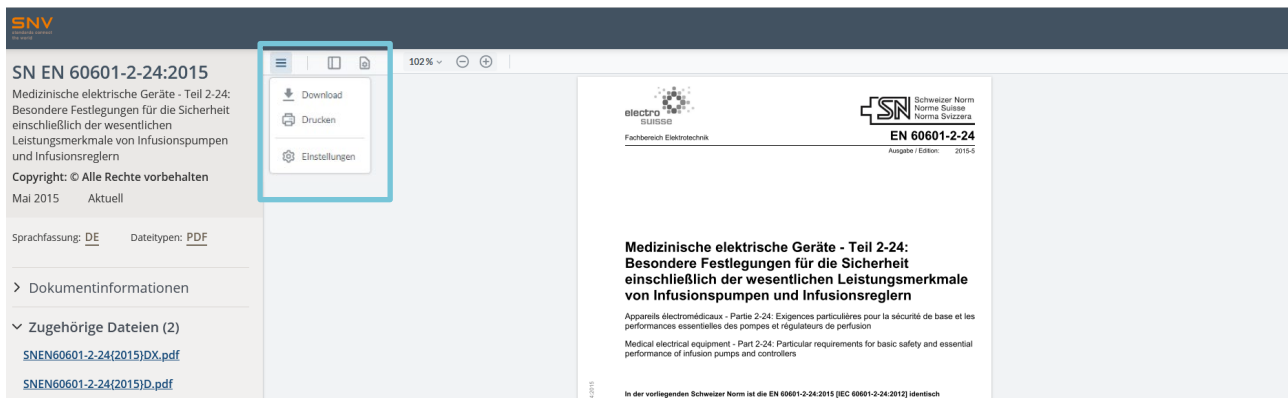 SNV
standards connect
the world
SN EN 60601-2-24:2015
Medizinische elektrische Geräte - Teil 2-24:
Besondere Festlegungen für die Sicherheit
einschließlich der wesentlichen
Leistungsmerkmale von Infusionspumpen
und Infusionsreglern
Copyright: © Alle Rechte vorbehalten
Mai 2015 Aktuell
Sprachfassung: DE Dateitypen: PDF
Dokumentinformationen
Zugehörige Dateien (2)
SNEN60601-2-24{2015}DX.pdf
SNEN60601-2-24{2015}D.pdf
102%
Download
Drucken
Einstellungen
electro
suisse
Fachbereich Elektrotechnik
SN
Schweizer Norm
Norme Suisse
Norma Svizzera
EN 60601-2-24
Ausgabe / Edition: 2015-5
Medizinische elektrische Geräte - Teil 2-24:
Besondere Festlegungen für die Sicherheit
einschließlich der wesentlichen Leistungsmerkmale
von Infusionspumpen und Infusionsreglern
Appareils électromédicaux - Partie 2-24: Exigences particulières pour la sécurité de base et les
performances essentielles des pompes et régulateurs de perfusion
Medical electrical equipment - Part 2-24: Particular requirements for basic safety and essential
performance of infusion pumps and controllers
In der vorliegenden Schweizer Norm ist die EN 60601-2-24:2015 [IEC 60601-2-24:2012] identisch